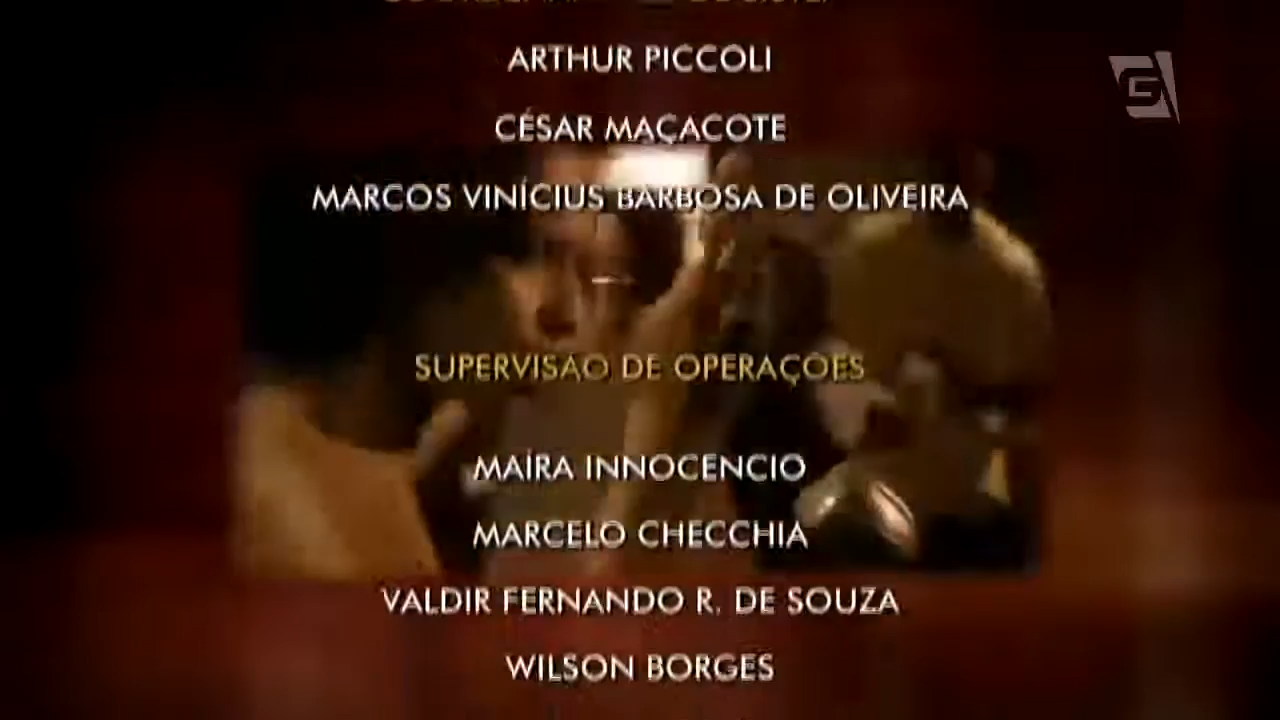 ARTHUR PICCOLI
CÉSAR MAÇACOTE
MARCOS VINÍCIUS BARBOSA DE OLIVEIRA
SUPERVISÃO DE OPERAÇÕES
MAÍRA INNOCENCIO
MARCELO CHECCHIA
VALDIR FERNANDO R. DE SOUZA
WILSON BORGES